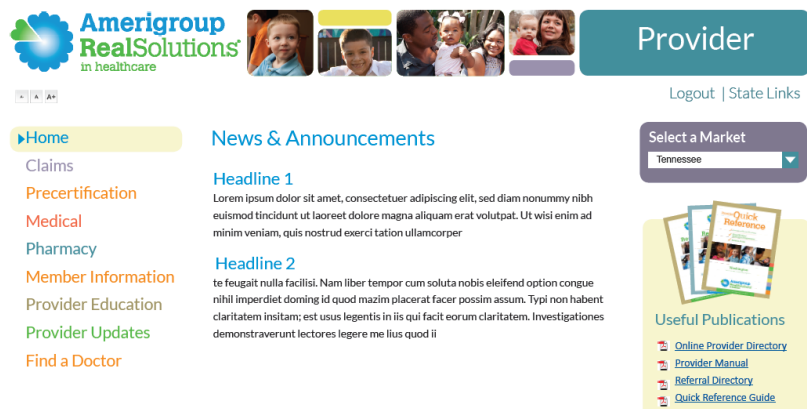 Amerigroup
RealSolutions®
in healthcare
Provider
Logout | State Links
A A+
Home
Claims
Precertification
Medical
Pharmacy
Member Information
Provider Education
Provider Updates
Find a Doctor
News & Announcements
Headline 1
Lorem ipsum dolor sit amet, consectetuer adipiscing elit, sed diam nonummy nibh
euismod tincidunt ut laoreet dolore magna aliquam erat volutpat. Ut wisi enim ad
minim veniam, quis nostrud exerci tation ullamcorper
Headline 2
te feugait nulla facilisi. Nam liber tempor cum soluta nobis eleifend option congue
nihil imperdiet doming id quod mazim placerat facer possim assum. Typi non habent
claritatem insitam; est usus legentis in iis qui facit eorum claritatem. Investigationes
demonstraverunt lectores legere me lius quod ii
Select a Market
Tennessee
Quick
Reference
Amerigroup
Useful Publications
Online Provider Directory
Provider Manual
Referral Directory
Quick Reference Guide